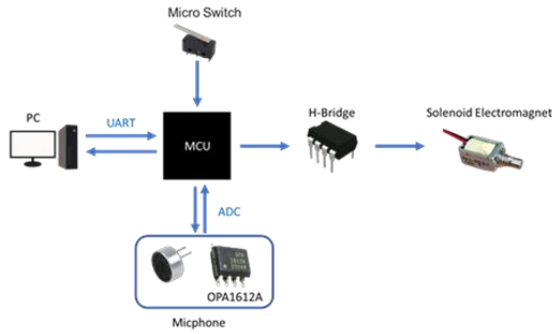 Micro Switch
PC
UART
MCU
H-Bridge
Solenoid Electromagnet
ADC
OPA1612A
Micphone